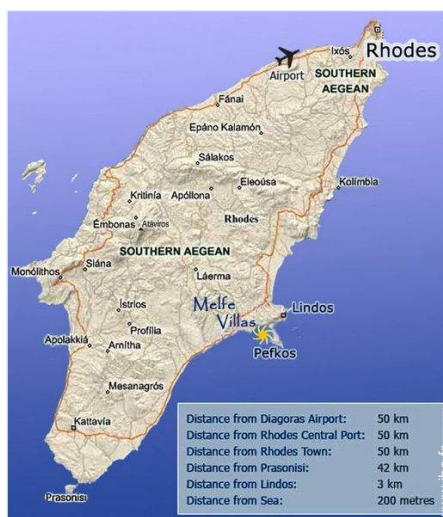 Rhodes
Ixós
Airport
SOUTHERN
AEGEAN
Fánai
Epáno Kalamón
Sálakos
Eleoúsa
Kolímbia
Kritinía
Apóllona
Émbonas
Atáviros
Rhodes
SOUTHERN AEGEAN
Monólithos
Siána
Láerma
Istrios
Melfe
Villas
Lindos
Profília
Pefkos
Apolakkiá
Arnítha
Mesanagrós
Kattavía
Prasonisi
Distance from Diagoras Airport: 50 km
Distance from Rhodes Central Port: 50 km
Distance from Rhodes Town: 50 km
Distance from Prasonisi: 42 km
Distance from Lindos: 3 km
Distance from Sea: 200 metres